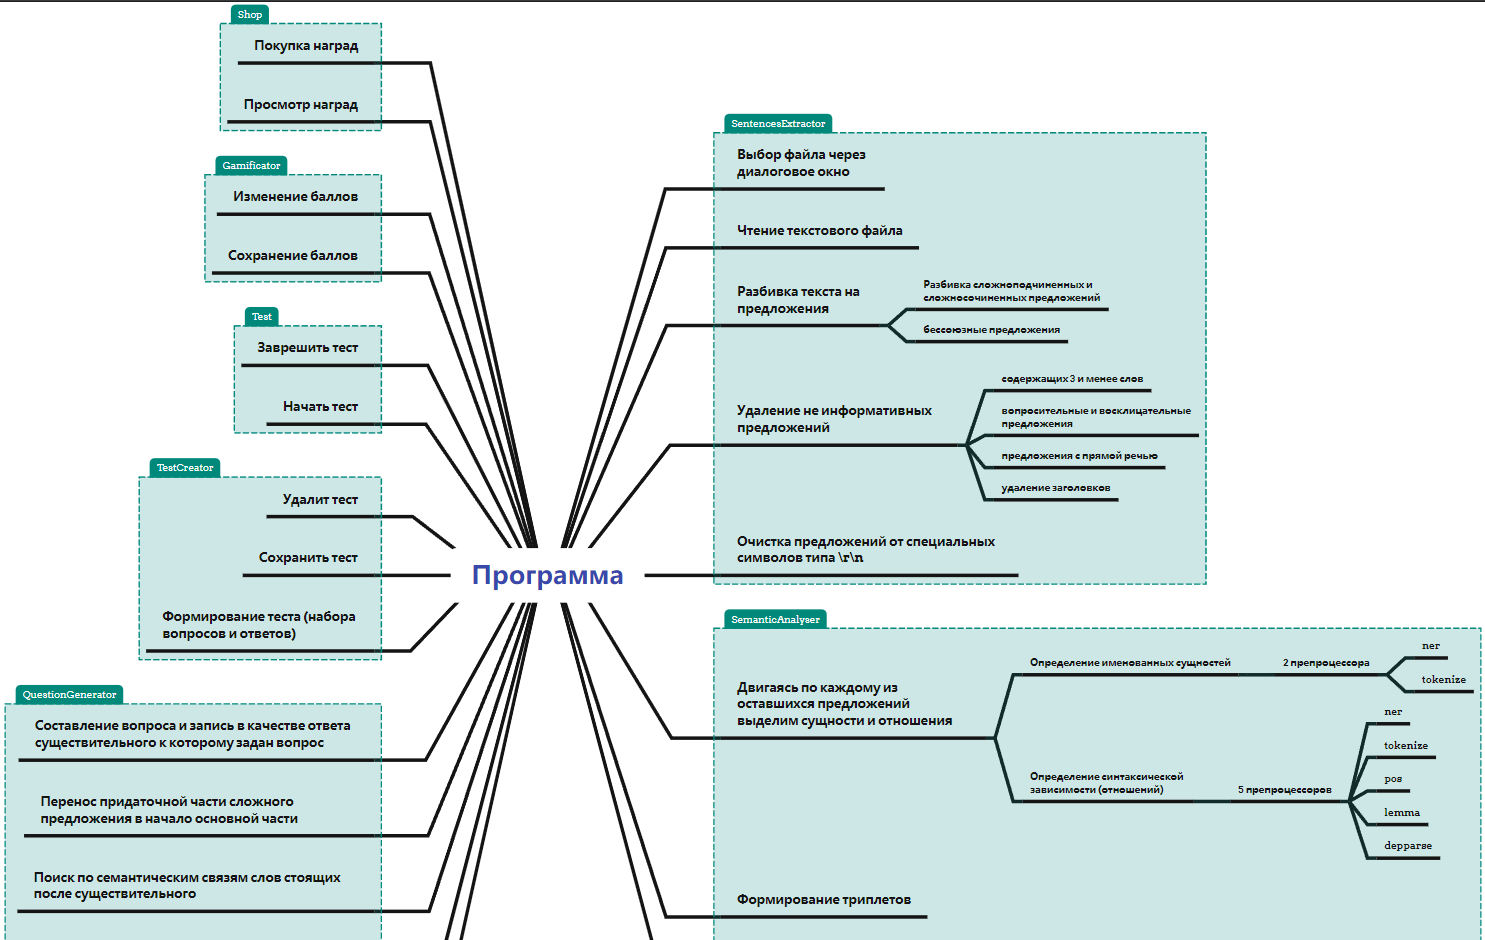 Shop
Покупка наград
Просмотр наград
Gamificator
Изменение баллов
Сохранение баллов
Test
Заврешить тест
Начать тест
TestCreator
Удалит тест
Сохранить тест
Формирование теста (набора
вопросов и ответов)
QuestionGenerator
Составление вопроса и запись в качестве ответа
существительного к которому задан вопрос
Перенос придаточной части сложного
предложения в начало основной части
Поиск по семантическим связям слов стоящих
после существительного
Программа
SentencesExtractor
Выбор файла через
диалоговое окно
Чтение текстового файла
Разбивка текста на
предложения
Разбивка сложноподчиненных и
сложносочиненных предложений
бессоюзные предложения
Удаление не информативных
предложений
содержащих 3 и менее слов
вопросительные и восклицательные
предложения
предложения с прямой речью
удаление заголовков
Очистка предложений от специальных
символов типа \r\n
SemanticAnalyser
Двигаясь по каждому из
оставшихся предложений
выделим сущности и отношения
Определение именованных сущностей
2 препроцессора
ner
tokenize
Определение синтаксической
зависимости (отношений)
5 препроцессоров
ner
tokenize
pos
lemma
depparse
Формирование триплетов